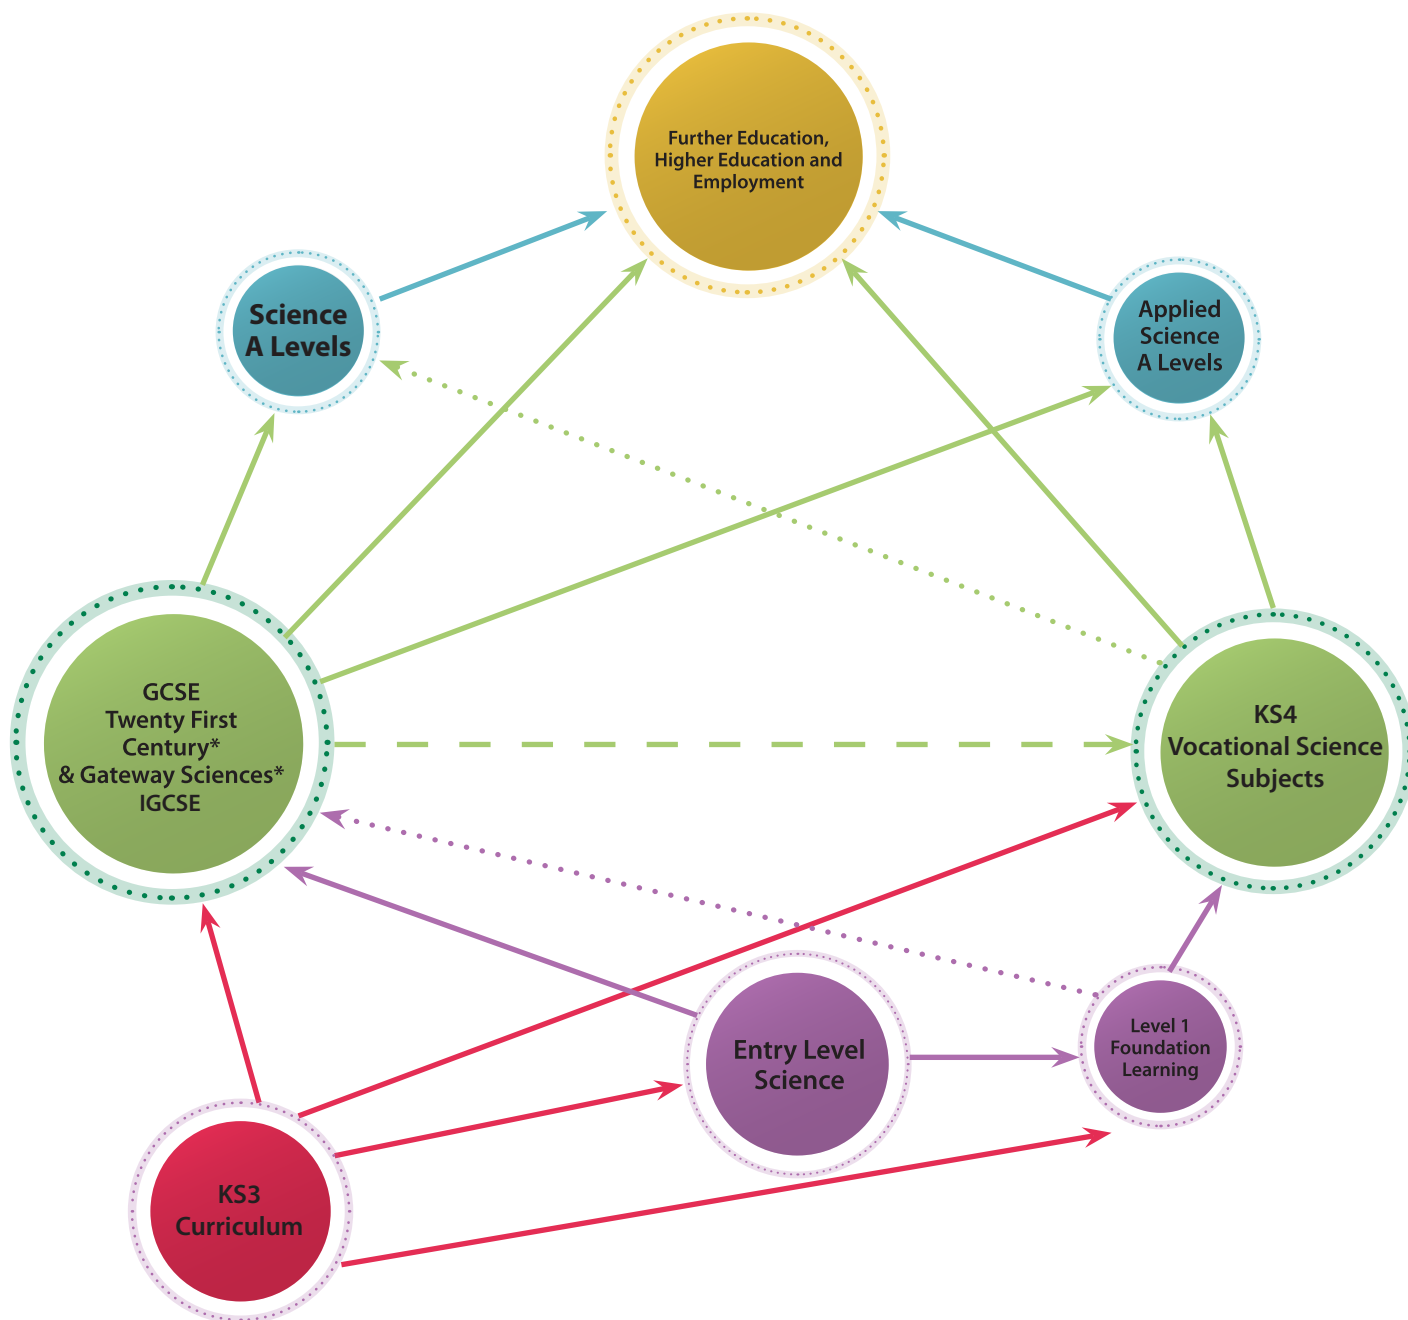 Further Education,
Higher Education and
Employment
Science
A Levels
Applied
Science
A Levels
GCSE
Twenty First
Century*
& Gateway Sciences*
IGCSE
KS4
Vocational Science
Subjects
Entry Level
Science
Level 1
Foundation
Learning
KS3
Curriculum